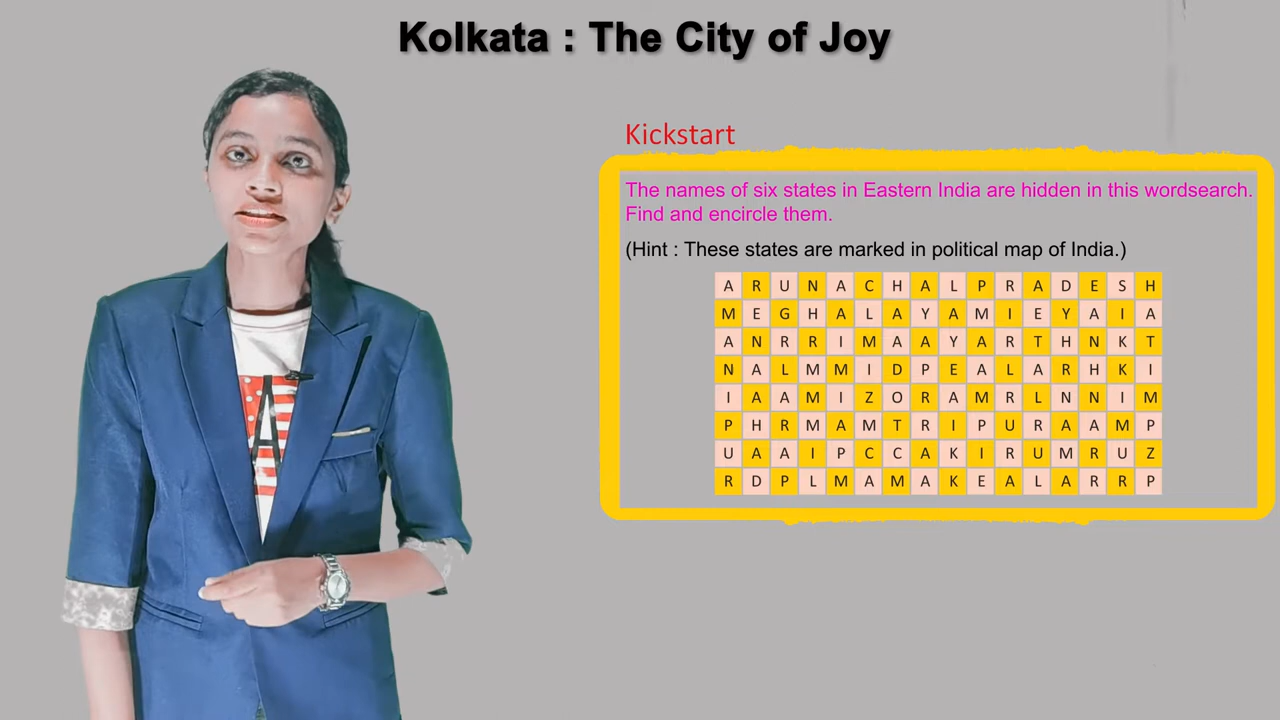 Kolkata : The City of Joy
Kickstart
The names of six states in Eastern India are hidden in this wordsearch.
Find and encircle them.
(Hint : These states are marked in political map of India.)
A R U N A C H A L P R A D E S H
M E G H A L A Y A M I E Y A I A
A N R R I M A A Y A R T H N K T
N A L M M I D P E A L A R H K I
I A A M I Z O R A M R L N N I M
P H R M A M T R I P U R A A M P
U A A I P C C A K I R U M R U Z
R D P L M A M A K E A L A R R P